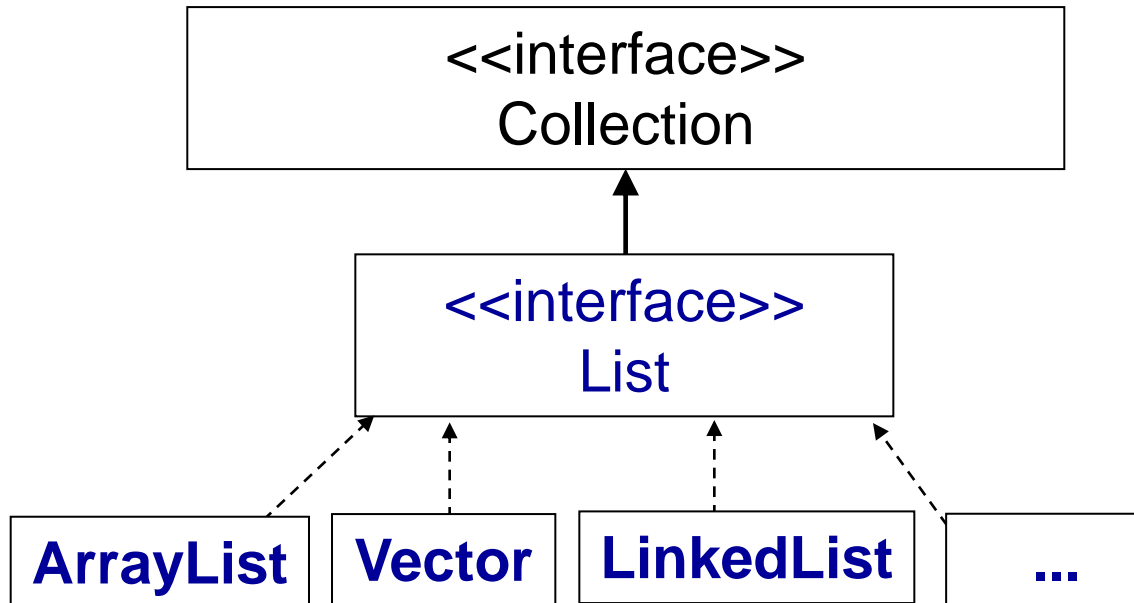 <<interface>>
Collection
<<interface>>
List
ArrayList Vector LinkedList ...